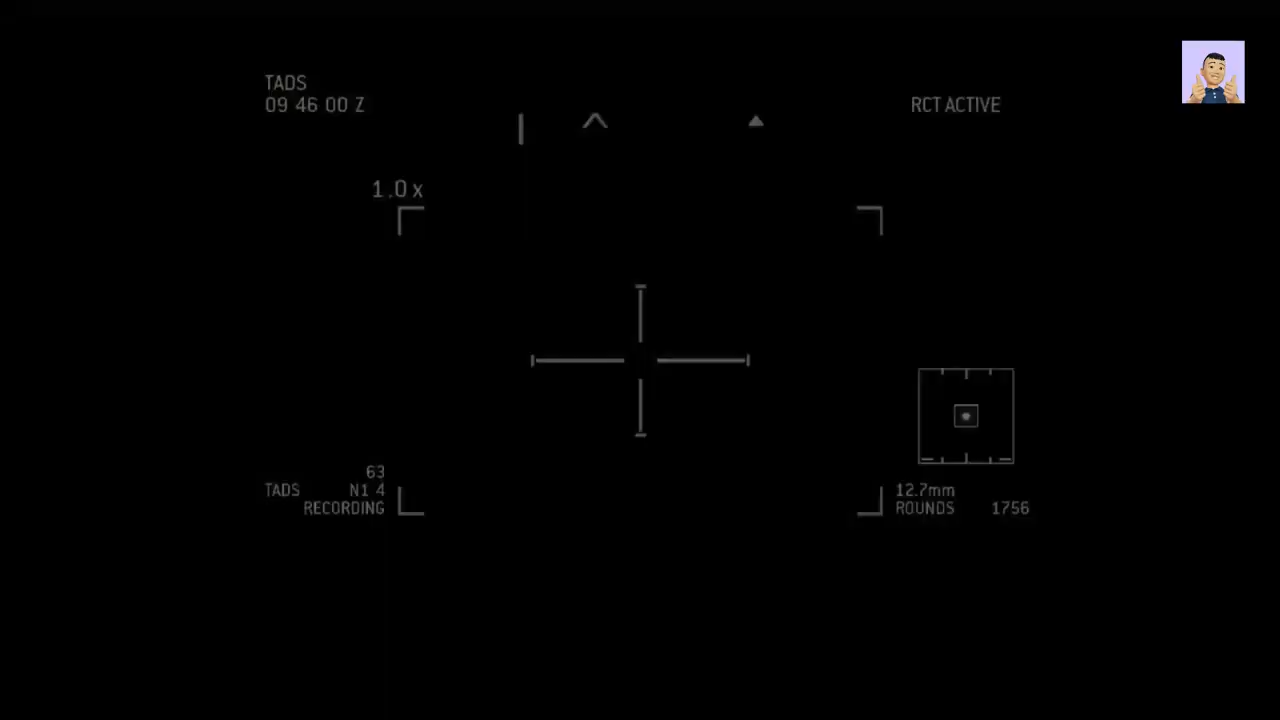 TADS
09 46 00 Z
RCT ACTIVE
1.0 x
63
TADS N1 4
RECORDING
12.7mm
ROUNDS 1756